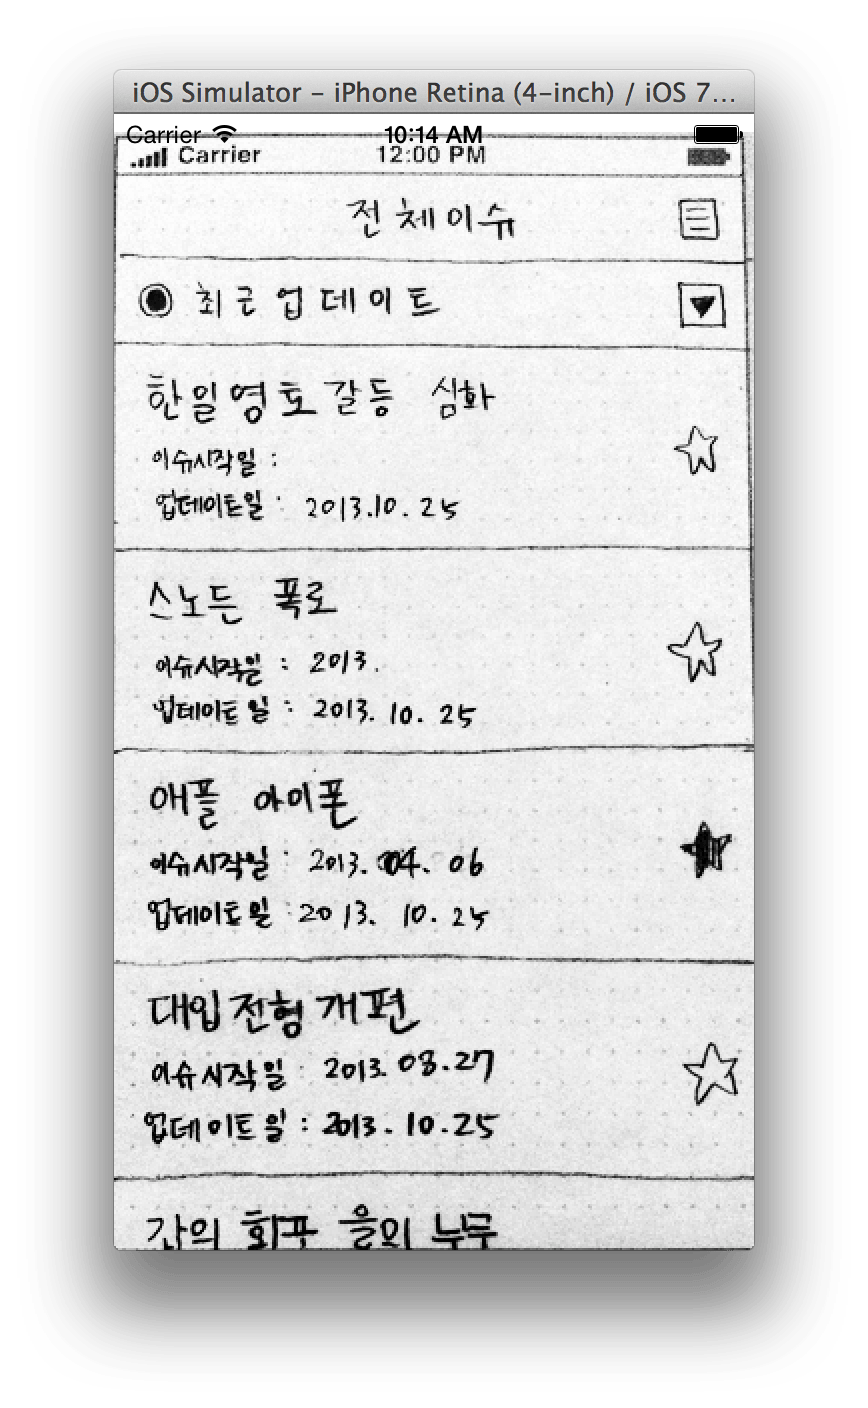 iOS Simulator – iPhone Retina (4-inch) / iOS 7...
Carrier 10:14 AM
Carrier 12:00 PM
전체이슈
최근업데이트
한일영토갈등 심화
이슈시작일 :
업데이트일 : 2013.10.25
스노든 폭로
이슈시작일 : 2013.
업데이트일 : 2013.10.25
애플 아이폰
이슈시작일 : 2013.04.06
업데이트일 : 2013.10.25
대입전형개편
이슈시작일 : 2013.08.27
업데이트일 : 2013.10.25